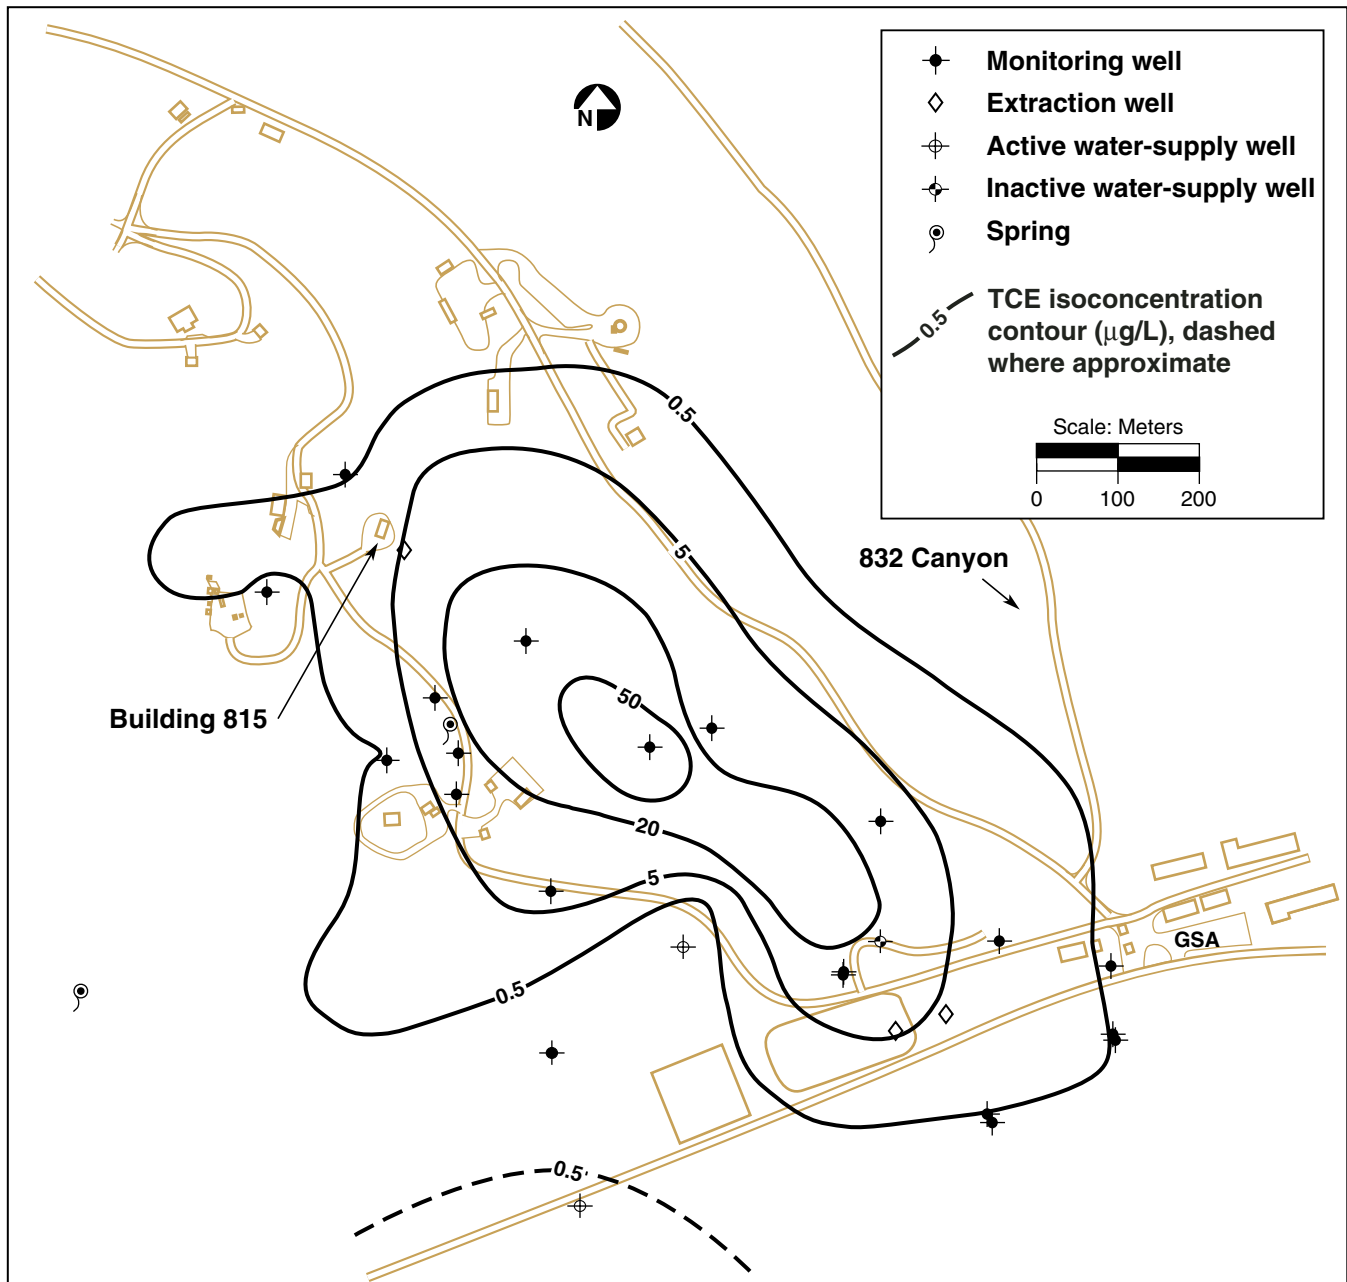 Monitoring well
Extraction well
Active water-supply well
Inactive water-supply well
Spring
0.5
TCE isoconcentration
contour (μg/L), dashed
where approximate
Scale: Meters
0 100 200
N
0.5
5
832 Canyon
50
Building 815
20
5
GSA
0.5
0.5